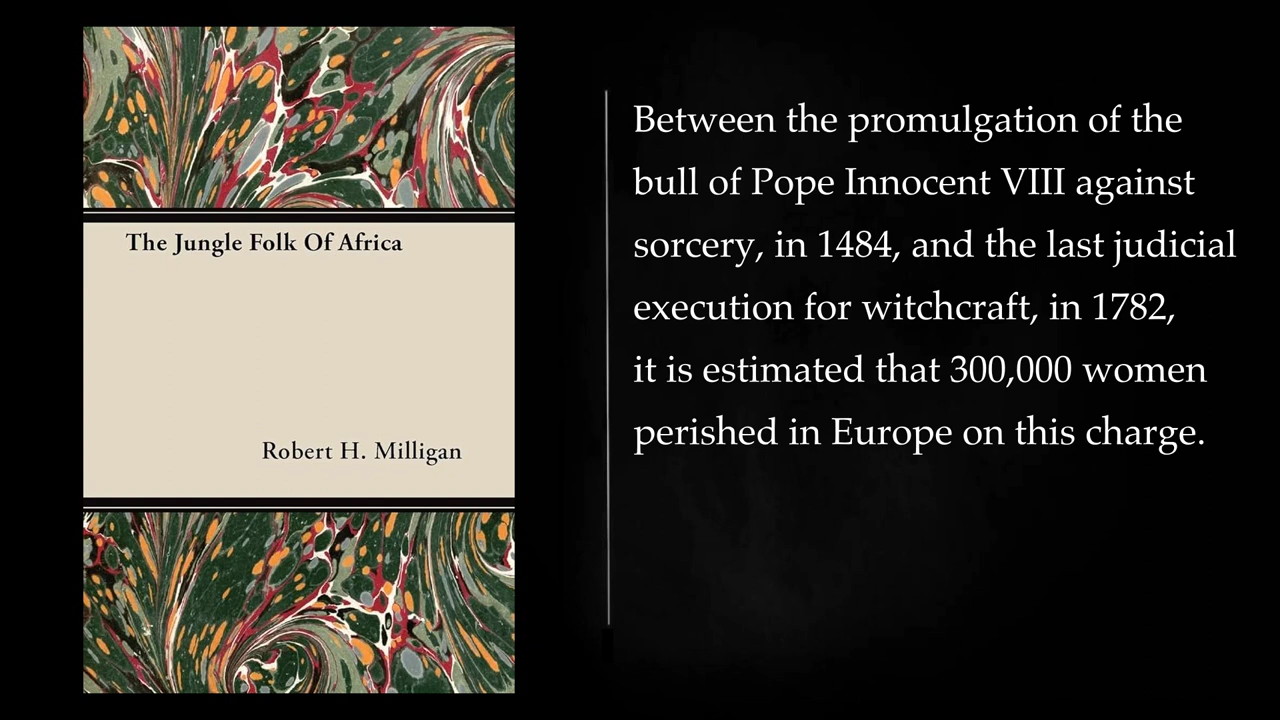 The Jungle Folk Of Africa
Robert H. Milligan
Between the promulgation of the
bull of Pope Innocent VIII against
sorcery, in 1484, and the last judicial
execution for witchcraft, in 1782,
it is estimated that 300,000 women
perished in Europe on this charge.